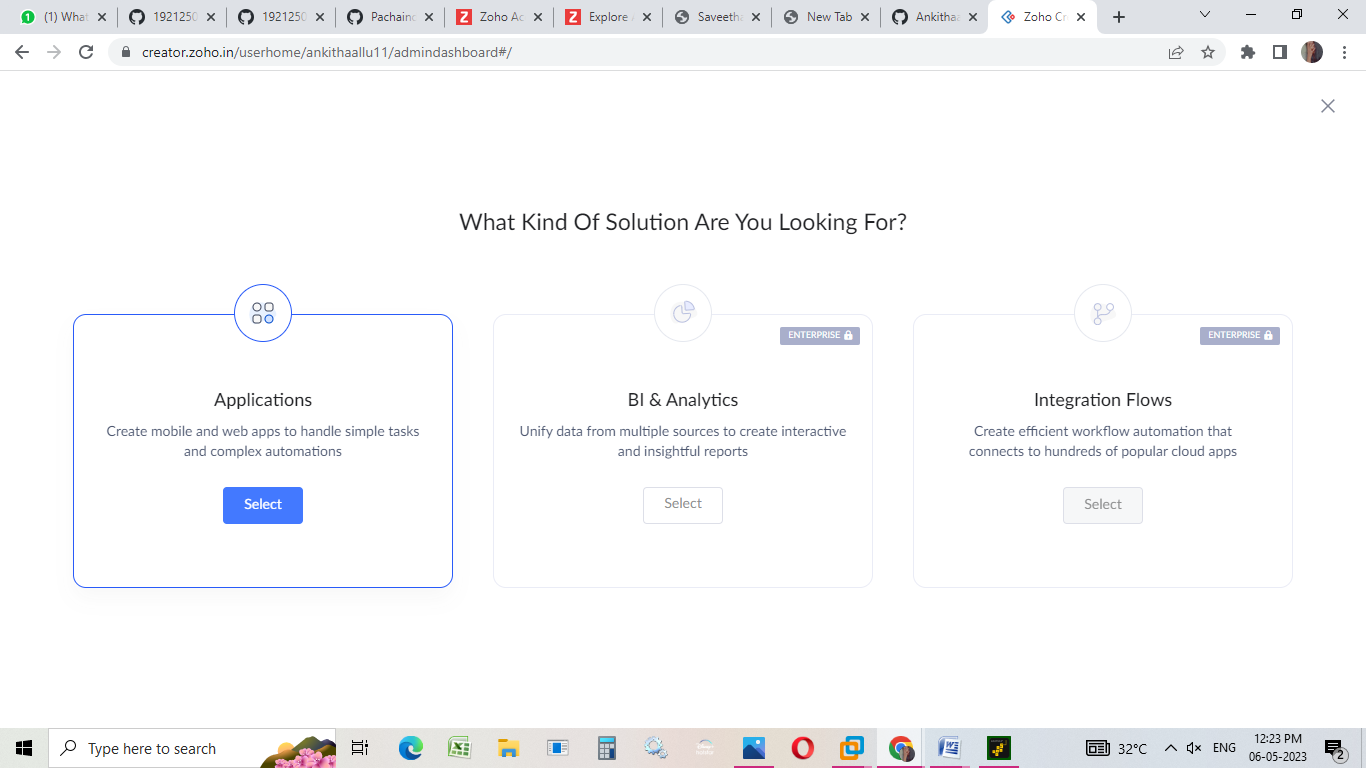 (1) What
192125
192125
Pachain
Zoho Ac
Explore
Saveetha
New Tab
Ankitha
Zoho Cr
creator.zoho.in/userhome/ankithaallu11/admindashboard#/
What Kind Of Solution Are You Looking For?
ENTERPRISE
ENTERPRISE
Applications
BI & Analytics
Integration Flows
Create mobile and web apps to handle simple tasks
and complex automations
Unify data from multiple sources to create interactive
and insightful reports
Create efficient workflow automation that
connects to hundreds of popular cloud apps
Select
Select
Select
Type here to search
32°C
ENG
12:23 PM
06-05-2023
2